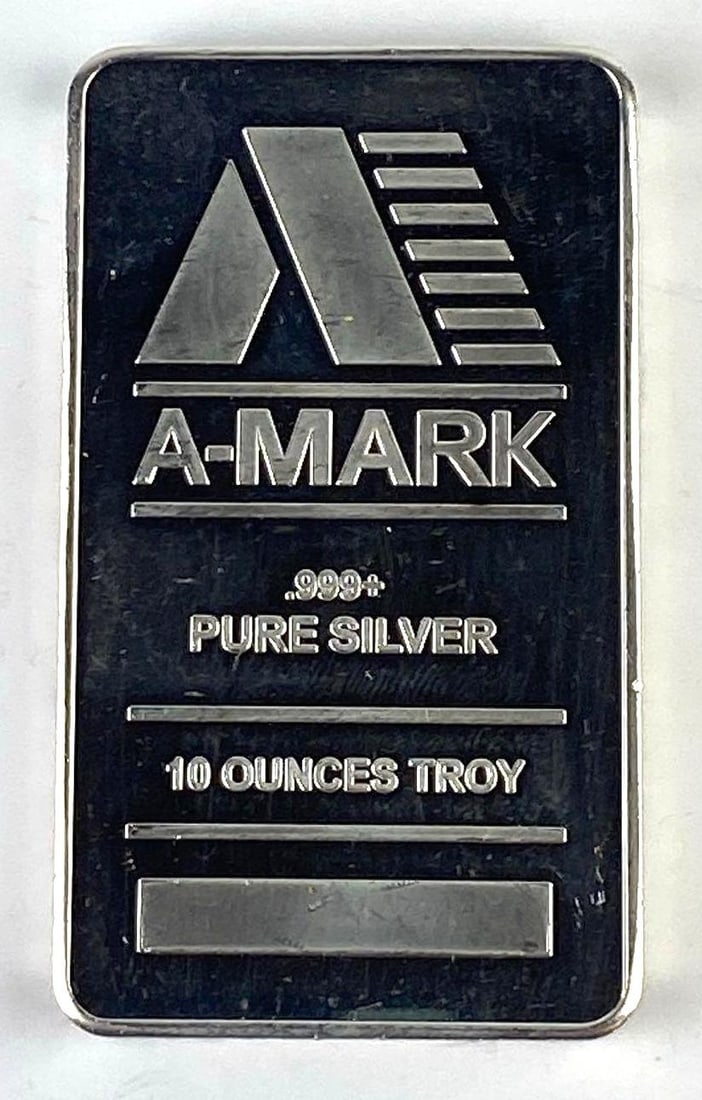 A-MARK
.999+
PURE SILVER
10 OUNCES TROY